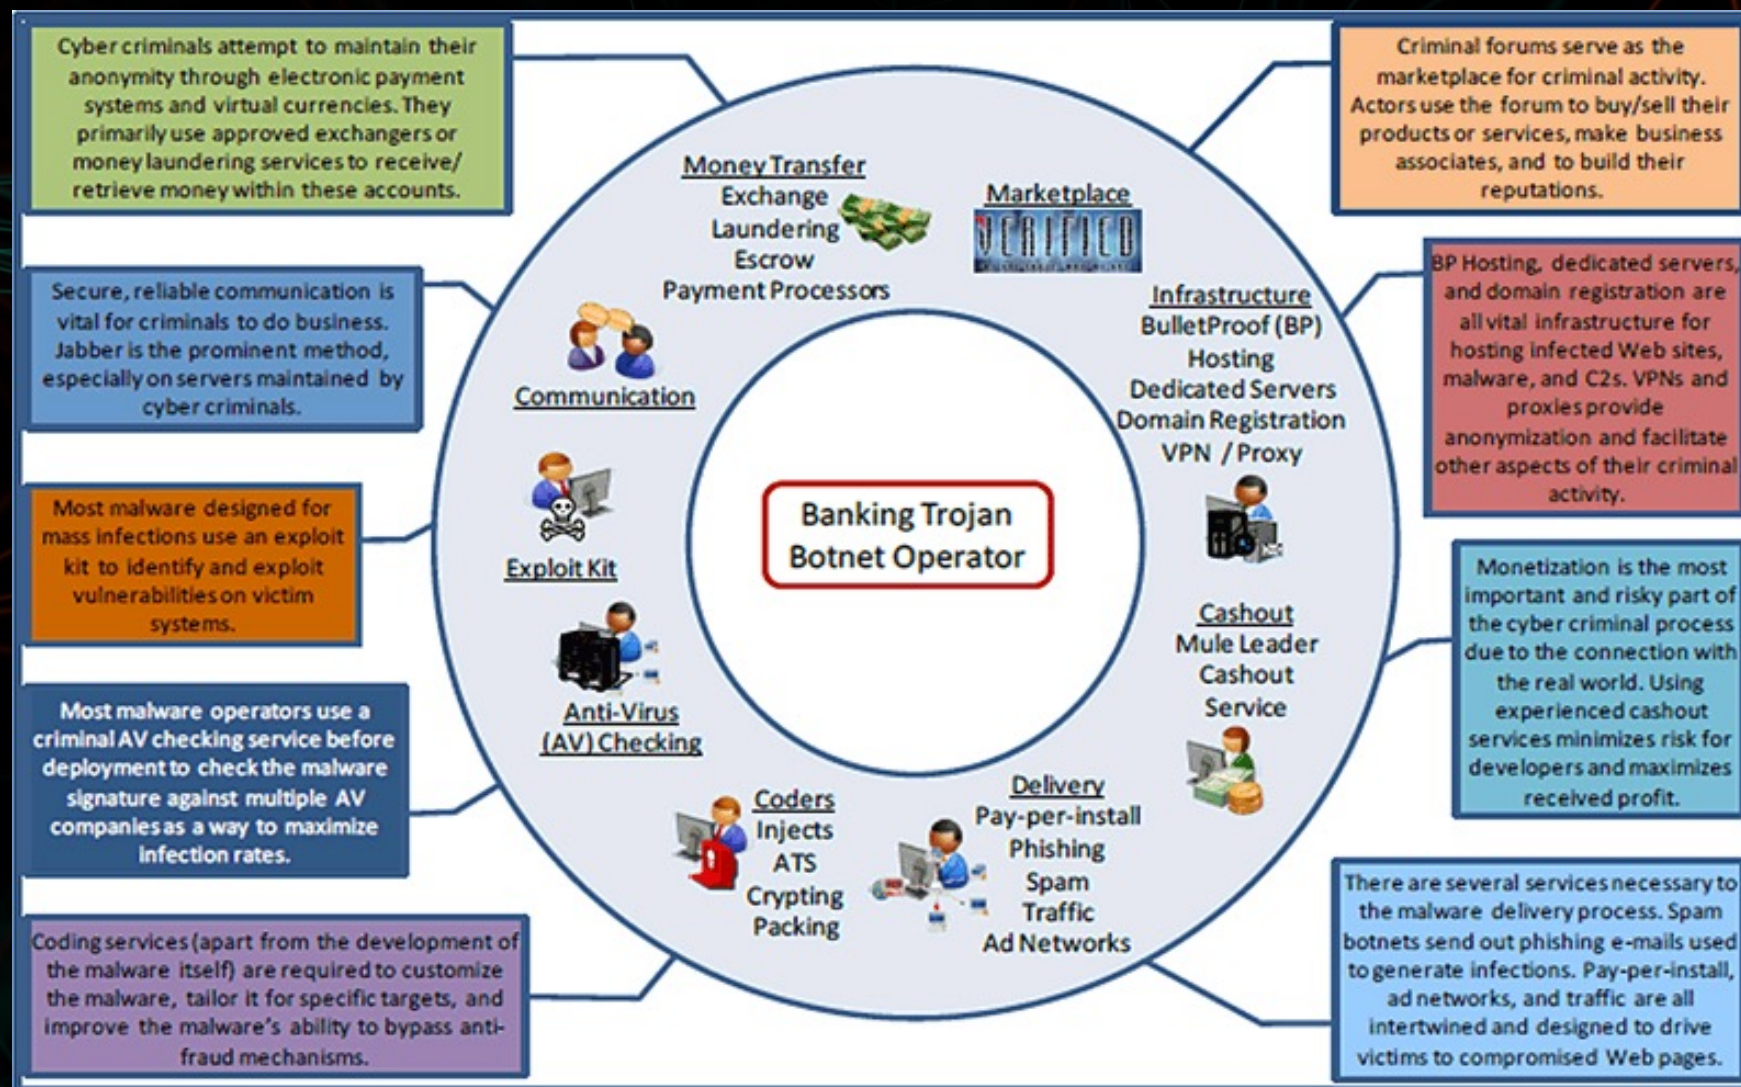 Cyber criminals attempt to maintain their
anonymity through electronic payment
systems and virtual currencies. They
primarily use approved exchangers or
money laundering services to receive/
retrieve money within these accounts.
Secure, reliable communication is
vital for criminals to do business.
Jabber is the prominent method,
especially on servers maintained by
cyber criminals.
Most malware designed for
mass infections use an exploit
kit to identify and exploit
vulnerabilities on victim
systems.
Most malware operators use a
criminal AV checking service before
deployment to check the malware
signature against multiple AV
companies as a way to maximize
infection rates.
Coding services (apart from the development of
the malware itself) are required to customize
the malware, tailor it for specific targets, and
improve the malware's ability to bypass anti-
fraud mechanisms.
Money Transfer
Exchange
Laundering
Escrow
Payment Processors
Marketplace
VERIFIED
Infrastructure
BulletProof (BP)
Hosting
Dedicated Servers
Domain Registration
VPN / Proxy
Communication
Exploit Kit
Anti-Virus
(AV) Checking
Coders
Injects
ATS
Crypting
Packing
Delivery
Pay-per-install
Phishing
Spam
Traffic
Ad Networks
Cashout
Mule Leader
Cashout
Service
Banking Trojan
Botnet Operator
Criminal forums serve as the
marketplace for criminal activity.
Actors use the forum to buy/sell their
products or services, make business
associates, and to build their
reputations.
BP Hosting, dedicated servers,
and domain registration are
all vital infrastructure for
hosting infected Web sites,
malware, and C2s. VPNs and
proxies provide
anonymization and facilitate
other aspects of their criminal
activity.
Monetization is the most
important and risky part of
the cyber criminal process
due to the connection with
the real world. Using
experienced cashout
services minimizes risk for
developers and maximizes
received profit.
There are several services necessary to
the malware delivery process. Spam
botnets send out phishing e-mails used
to generate infections. Pay-per-install,
ad networks, and traffic are all
intertwined and designed to drive
victims to compromised Web pages.